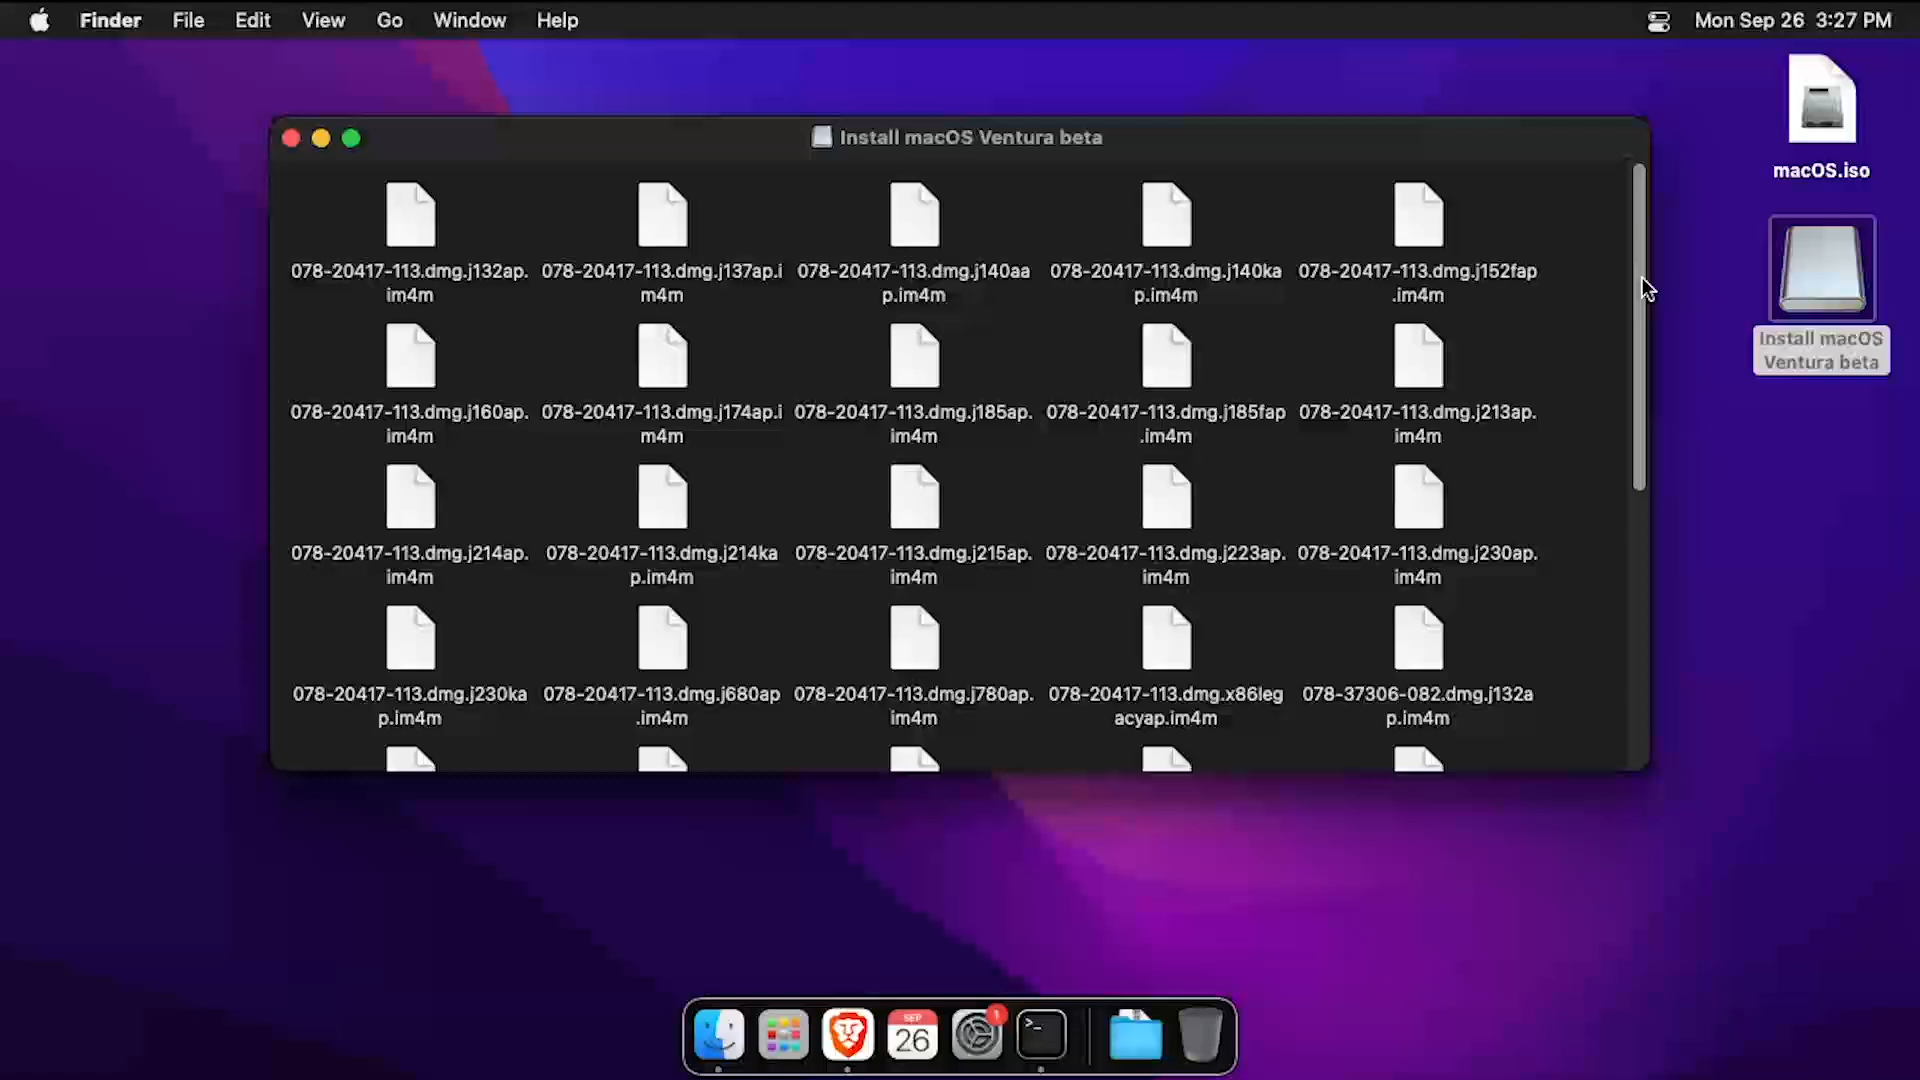 Finder File Edit View Go Window Help Mon Sep 26 3:27 PM
Install macOS Ventura beta
macOS.iso
Install macOS
Ventura beta
078-20417-113.dmg.j132ap.
im4m
078-20417-113.dmg.j137ap.i
m4m
078-20417-113.dmg.j140aa
p.im4m
078-20417-113.dmg.j140ka
p.im4m
078-20417-113.dmg.j152fap
.im4m
078-20417-113.dmg.j160ap.
im4m
078-20417-113.dmg.j174ap.i
m4m
078-20417-113.dmg.j185ap.
im4m
078-20417-113.dmg.j185fap
.im4m
078-20417-113.dmg.j213ap.
im4m
078-20417-113.dmg.j214ap.
im4m
078-20417-113.dmg.j214ka
p.im4m
078-20417-113.dmg.j215ap.
im4m
078-20417-113.dmg.j223ap.
im4m
078-20417-113.dmg.j230ap.
im4m
078-20417-113.dmg.j230ka
p.im4m
078-20417-113.dmg.j680ap
.im4m
078-20417-113.dmg.j780ap.
im4m
078-20417-113.dmg.x86leg
acyap.im4m
078-37306-082.dmg.j132a
p.im4m
SEP
26
1
>_